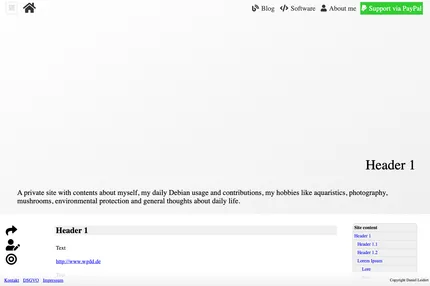 Blog Software About me Support via PayPal
Header 1
A private site with contents about myself, my daily Debian usage and contributions, my hobbies like aquaristics, photography,
mushrooms, environmental protection and general thoughts about daily life.
Header 1
Text
http://www.wpdd.de
Site content
Header 1
Header 1.1
Header 1.2
Lorem Ipsum
Lore
Kontakt DSGVO Impressum
Copyright Daniel Leidert